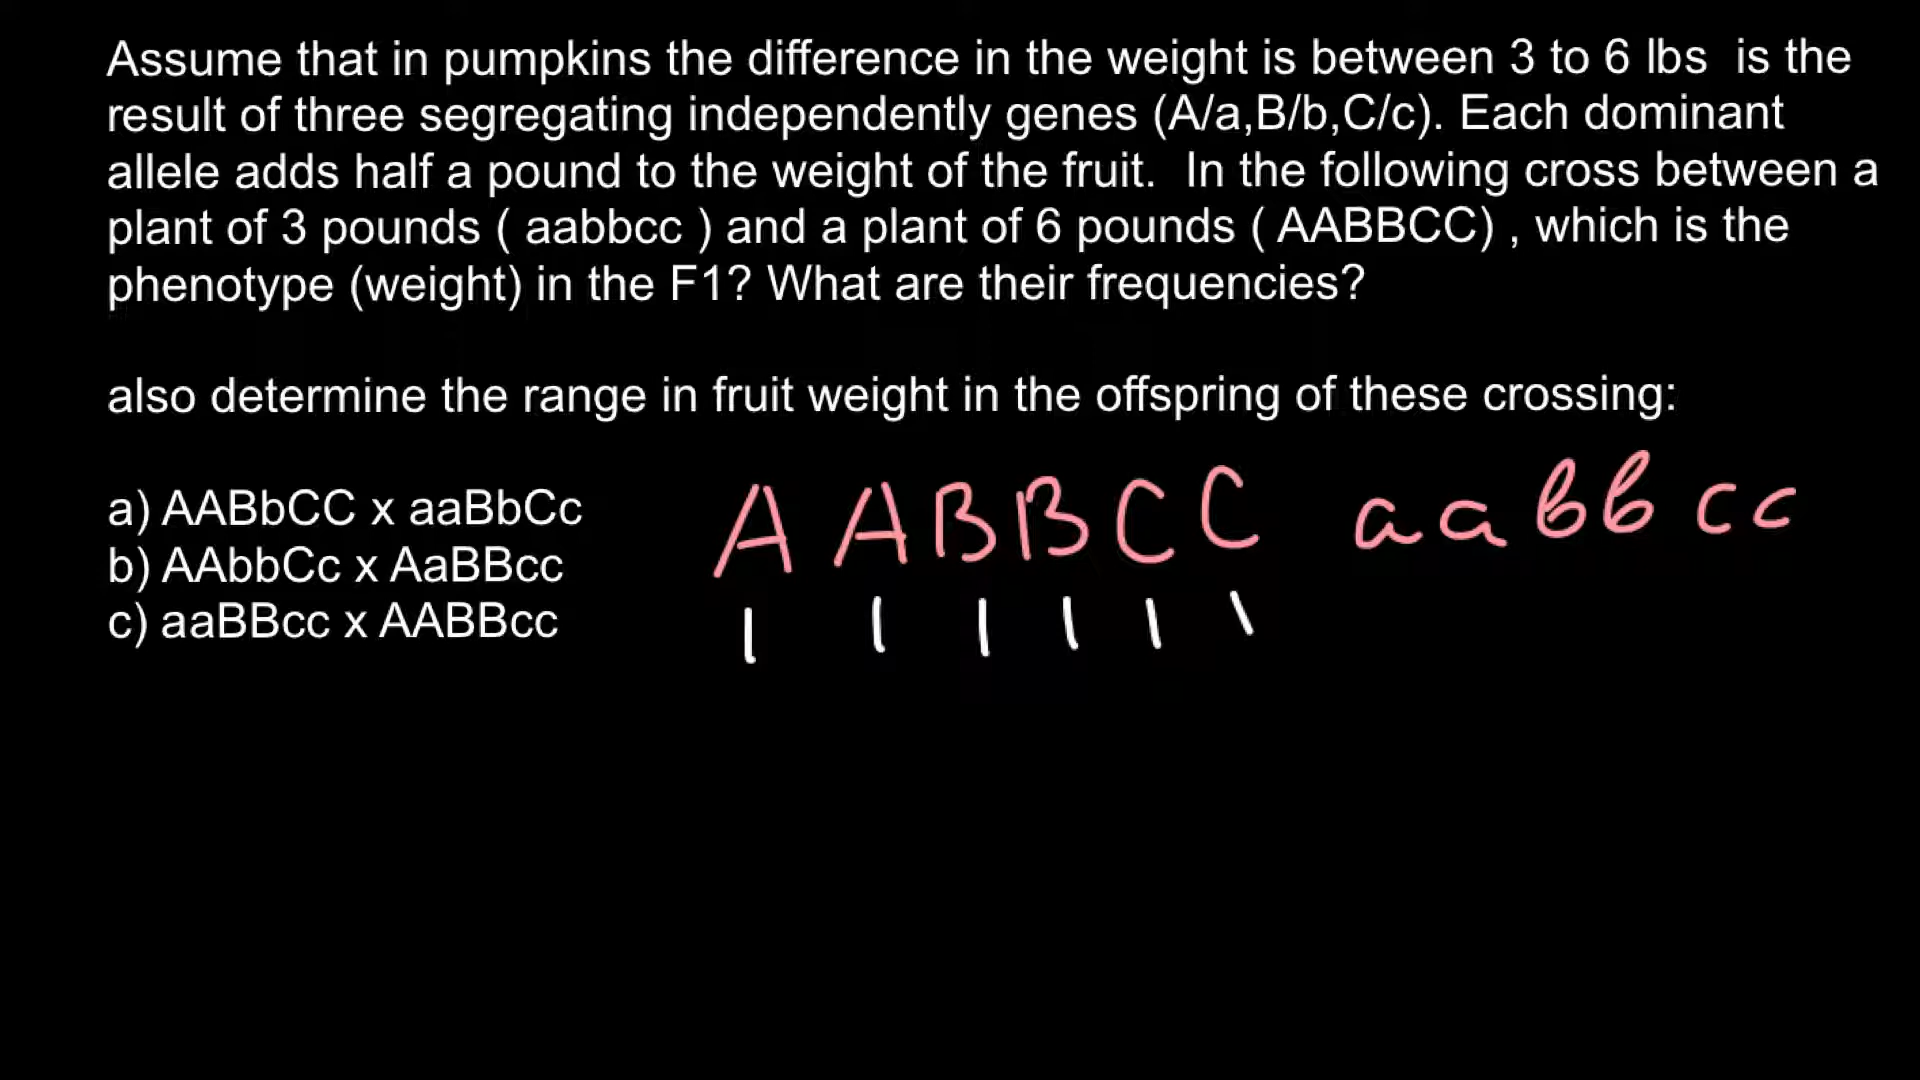 Assume that in pumpkins the difference in the weight is between 3 to 6 lbs  is the
result of three segregating independently genes (A/a,B/b,C/c). Each dominant
allele adds half a pound to the weight of the fruit.  In the following cross between a
plant of 3 pounds ( aabbcc ) and a plant of 6 pounds ( AABBCC) , which is the
phenotype (weight) in the F1? What are their frequencies?
also determine the range in fruit weight in the offspring of these crossing:
a) AABbCC x aaBbCc
b) AAbbCc x AaBBcc
c) aaBBcc x AABBcc
A A B B C C  a a b b c c